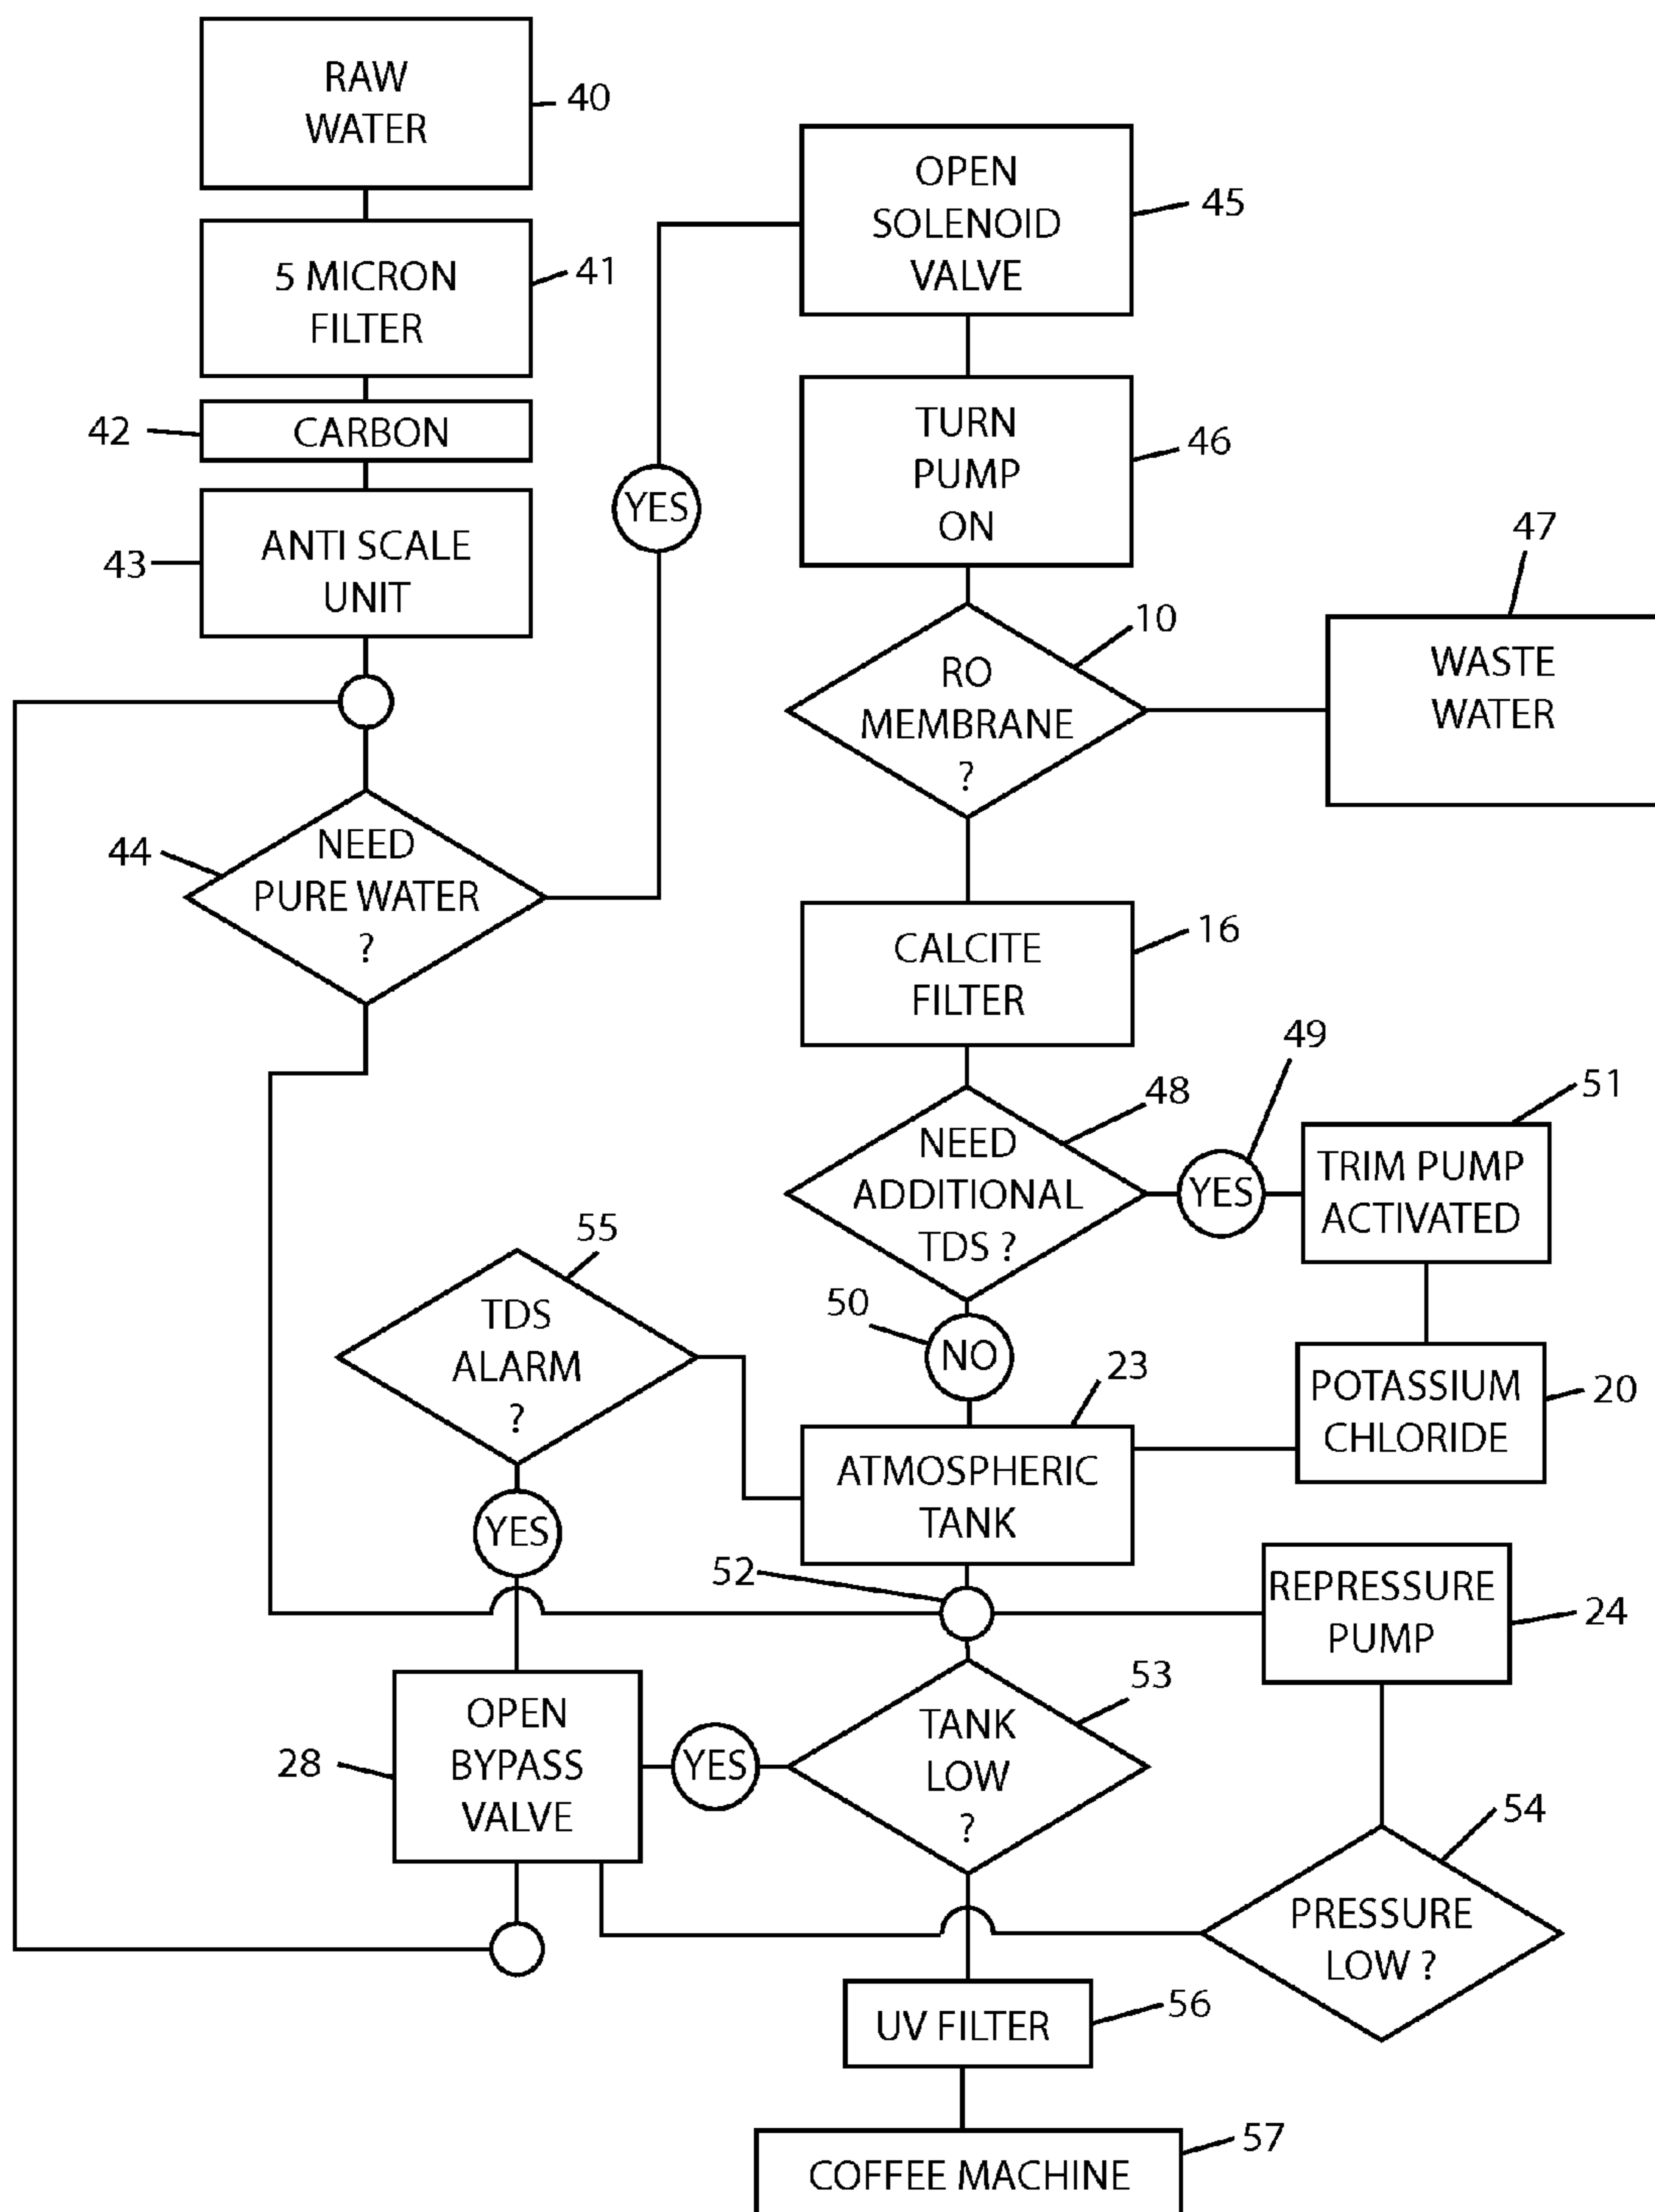 RAW
WATER
40
5 MICRON
FILTER
41
42
CARBON
43
ANTI SCALE
UNIT
44
NEED
PURE WATER
?
YES
OPEN
SOLENOID
VALVE
45
TURN
PUMP
ON
46
RO
MEMBRANE
?
10
47
WASTE
WATER
CALCITE
FILTER
16
NEED
ADDITIONAL
TDS ?
48
49
YES
51
TRIM PUMP
ACTIVATED
POTASSIUM
CHLORIDE
20
50
NO
23
ATMOSPHERIC
TANK
55
TDS
ALARM
?
YES
52
REPRESSURE
PUMP
24
28
OPEN
BYPASS
VALVE
YES
TANK
LOW
?
53
54
PRESSURE
LOW ?
UV FILTER
56
COFFEE MACHINE
57